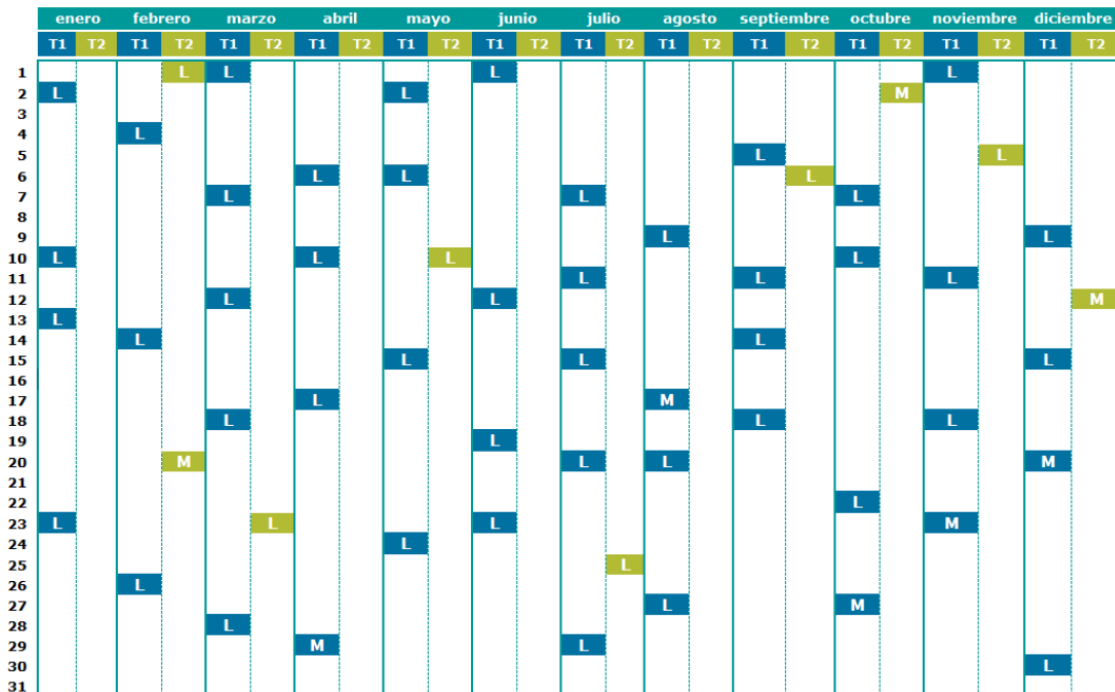 enero febrero marzo abril mayo junio julio agosto septiembre octubre noviembre diciembre
T1 T2 T1 T2 T1 T2 T1 T2 T1 T2 T1 T2 T1 T2 T1 T2 T1 T2 T1 T2 T1 T2 T1 T2
1 L L L L
2 L L M
3
4 L
5 L L
6 L L L
7 L L L
8
9 L L
10 L L L L
11 L L L
12 L L M
13 L
14 L L
15 L L L
16
17 L M
18 L L L
19 L
20 M L L M
21
22 L
23 L L L M
24 L
25 L
26 L
27 L M
28 L
29 M L
30 L
31